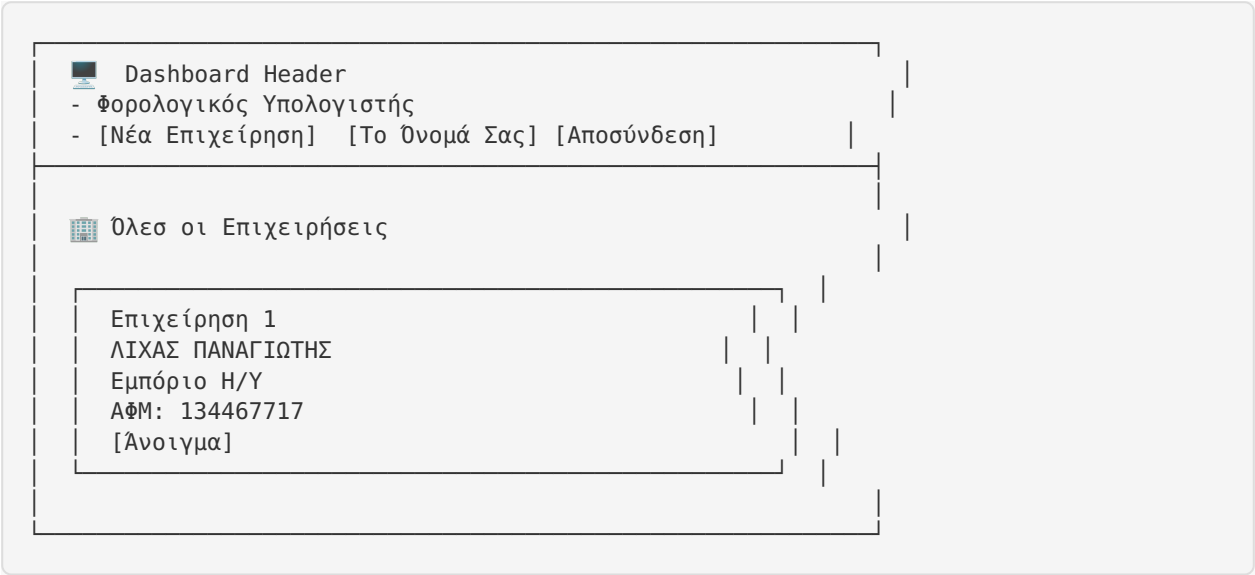 🖥️ Dashboard Header
- Φορολογικός Υπολογιστής
- [Νέα Επιχείρηση] [Το Όνομά Σας] [Αποσύνδεση]
🏢 Όλεσ οι Επιχειρήσεις
Επιχείρηση 1
ΛΙΧΑΣ ΠΑΝΑΓΙΩΤΗΣ
Εμπόριο Η/Υ
ΑΦΜ: 134467717
[Άνοιγμα]